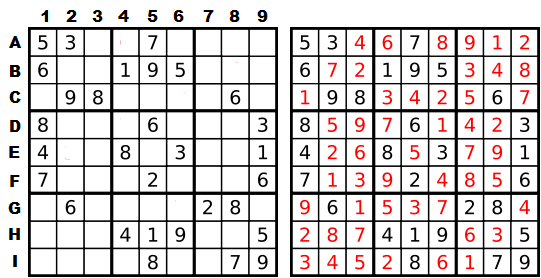 1 2 3 4 5 6 7 8 9
A 5 3 7 5 3 4 6 7 8 9 1 2
B 6 1 9 5 6 7 2 1 9 5 3 4 8
C 9 8 6 1 9 8 3 4 2 5 6 7
D 8 6 3 8 5 9 7 6 1 4 2 3
E 4 8 3 1 4 2 6 8 5 3 7 9 1
F 7 2 6 7 1 3 9 2 4 8 5 6
G 6 2 8 9 6 1 5 3 7 2 8 4
H 4 1 9 5 2 8 7 4 1 9 6 3 5
I 8 7 9 3 4 5 2 8 6 1 7 9